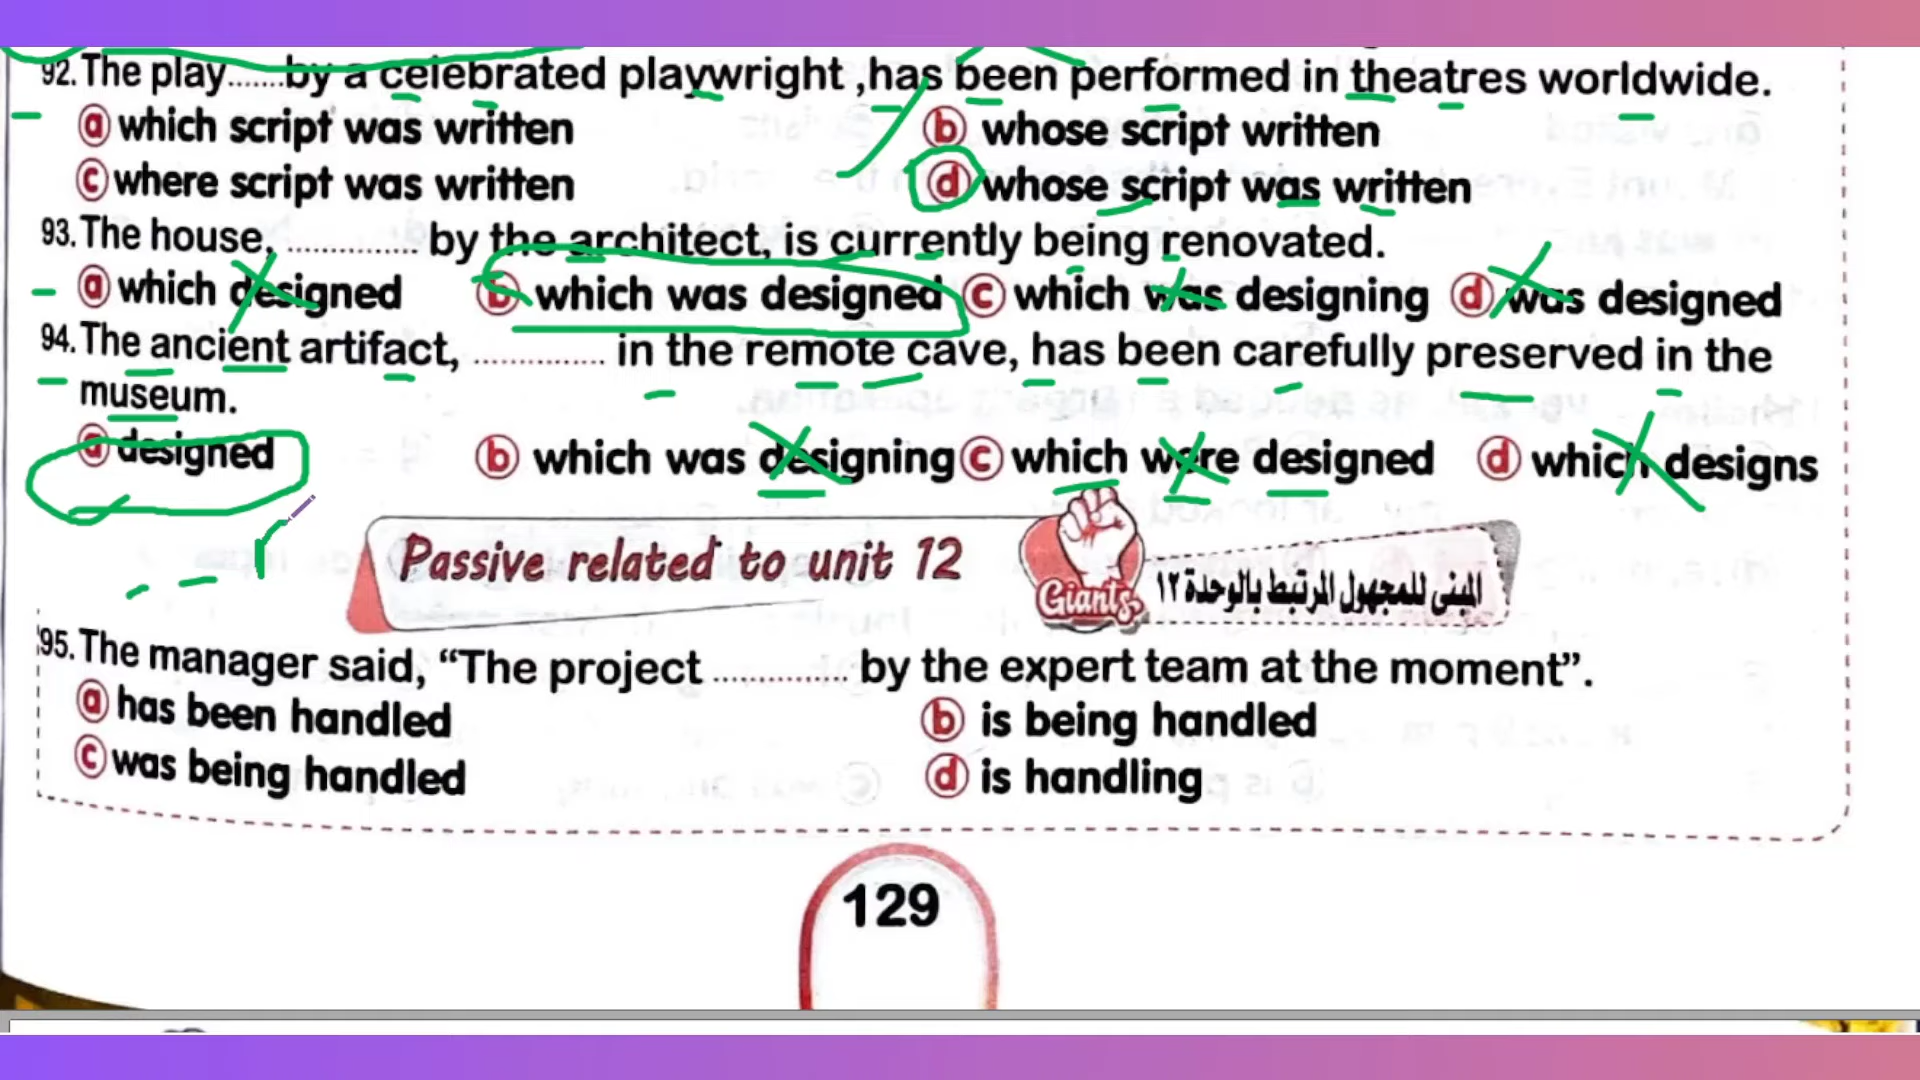 92. The play.......by a celebrated playwright ,has been performed in theatres worldwide.
a which script was written b whose script written
c where script was written d whose script was written
93. The house, .............. by the architect, is currently being renovated.
a which designed b which was designed c which was designing d was designed
94. The ancient artifact, .............. in the remote cave, has been carefully preserved in the
museum.
a designed b which was designing c which were designed d which designs
Passive related to unit 12
Giants
المبنى للمجهول المرتبط بالوحدة ١٢
95. The manager said, “The project .............. by the expert team at the moment”.
a has been handled b is being handled
c was being handled d is handling
129